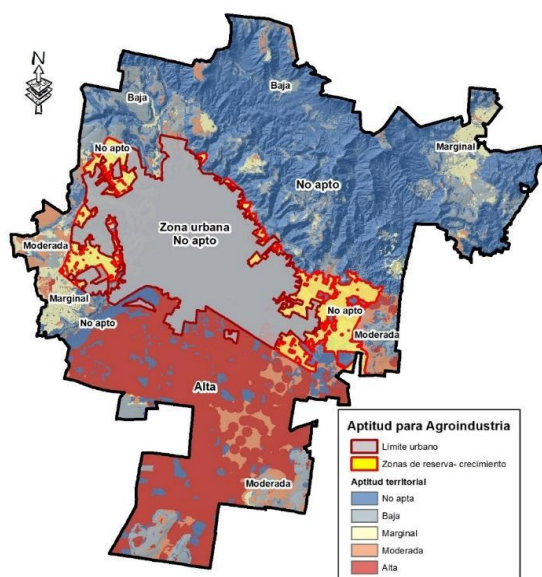 N
Baja
Baja
No apto
Marginal
No apto
Zona urbana
No apto
Moderada
Marginal
No apto
No apto
Moderada
Alta
Moderada
Aptitud para Agroindustria
Límite urbano
Zonas de reserva- crecimiento
Aptitud territorial
No apta
Baja
Marginal
Moderada
Alta